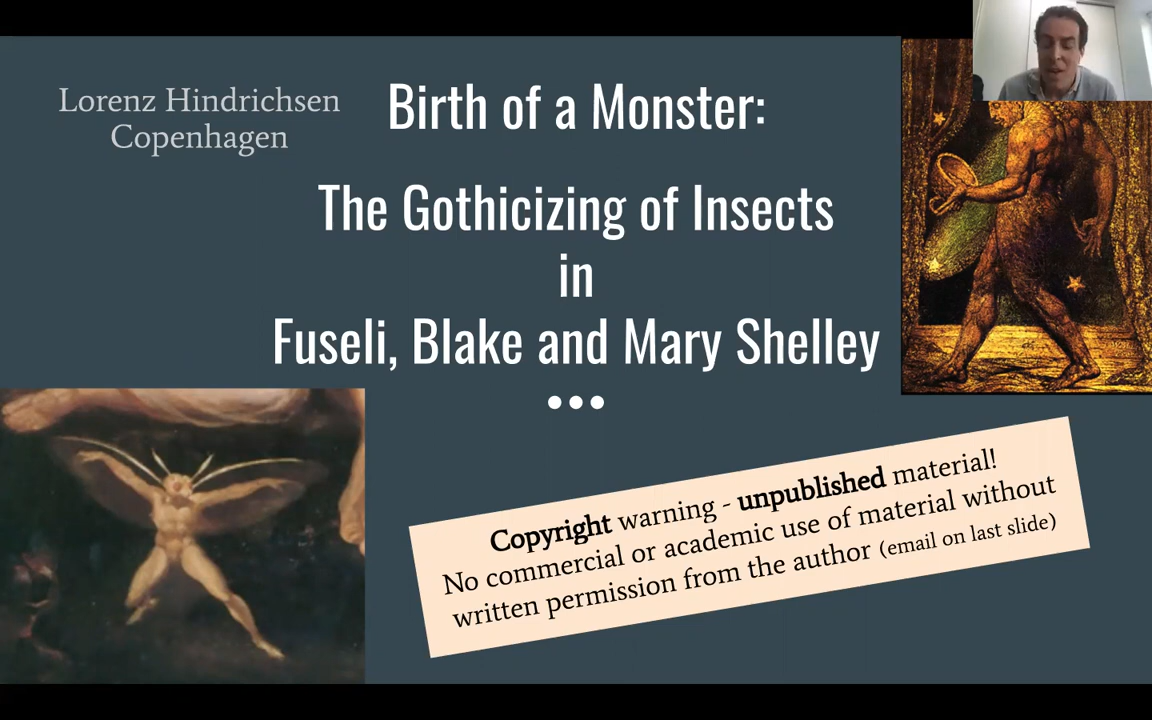 Lorenz Hindrichsen
Copenhagen
Birth of a Monster:
The Gothicizing of Insects
in
Fuseli, Blake and Mary Shelley
Copyright warning - unpublished material!
No commercial or academic use of material without
written permission from the author (email on last slide)